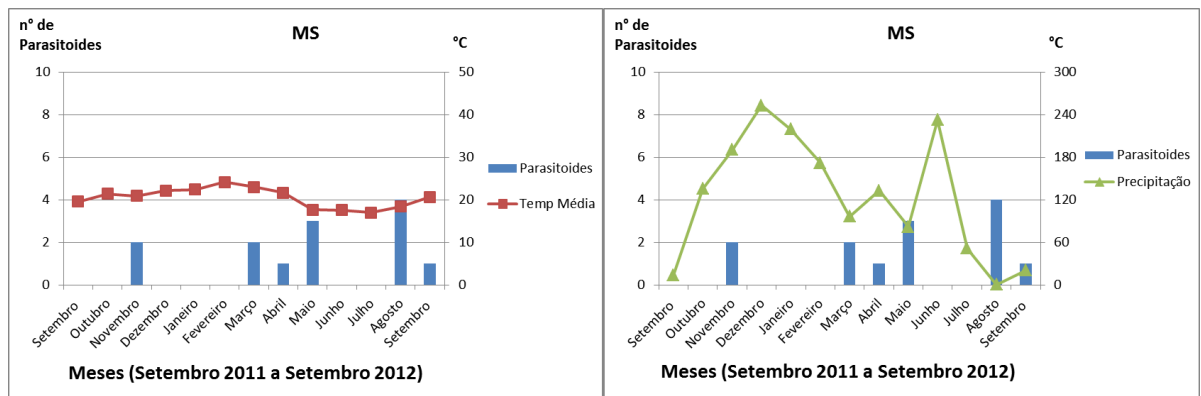 n° de
Parasitoides
MS
°C
10
8
6
4
2
0
50
40
30
20
10
0
Parasitoides
Temp Média
Setembro
Outubro
Novembro
Dezembro
Janeiro
Fevereiro
Março
Abril
Maio
Junho
Julho
Agosto
Setembro
Meses (Setembro 2011 a Setembro 2012)
n° de
Parasitoides
MS
°C
10
8
6
4
2
0
300
240
180
120
60
0
Parasitoides
Precipitação
Setembro
Outubro
Novembro
Dezembro
Janeiro
Fevereiro
Março
Abril
Maio
Junho
Julho
Agosto
Setembro
Meses (Setembro 2011 a Setembro 2012)